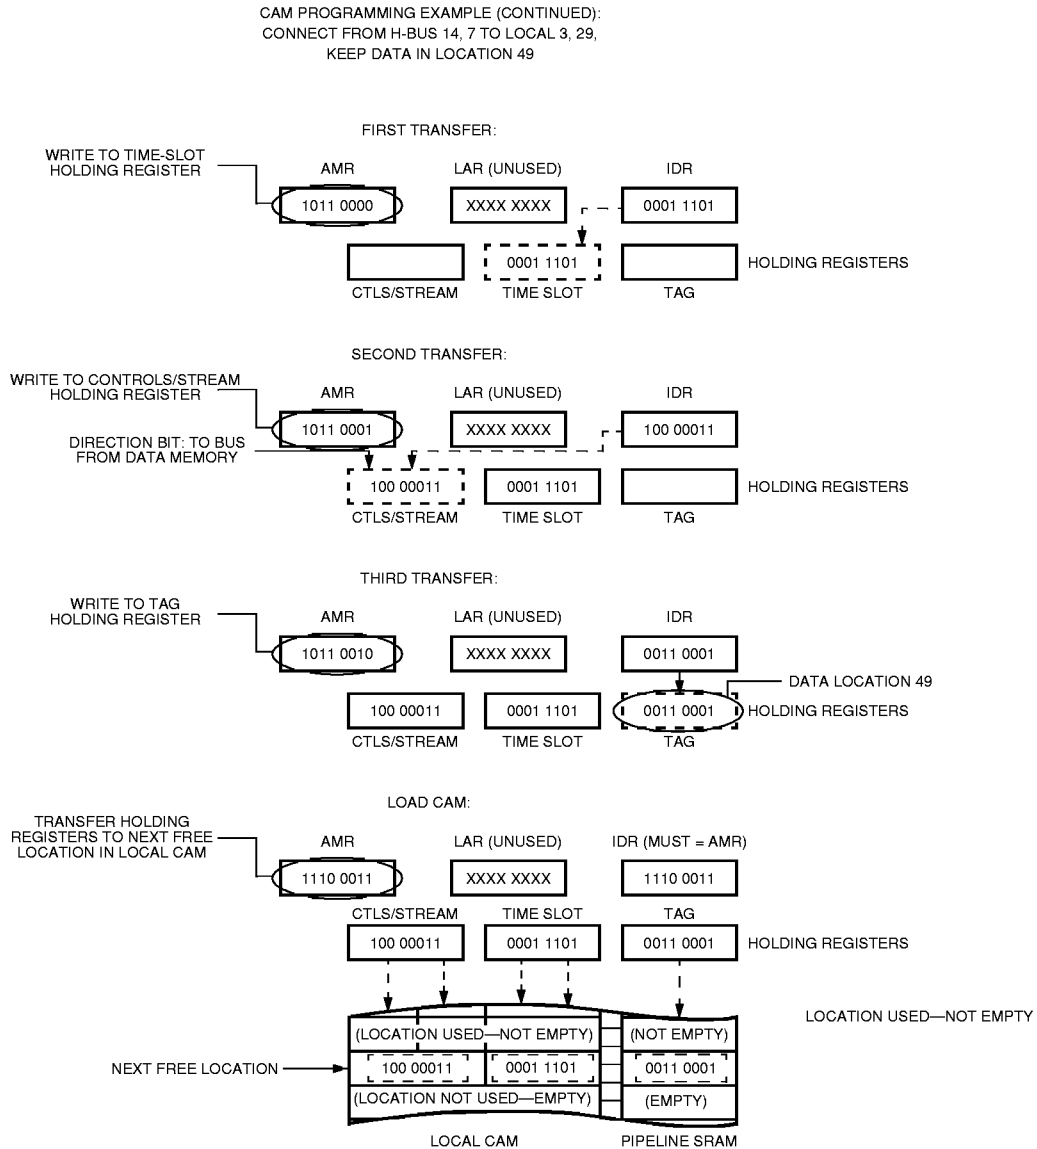 CAM PROGRAMMING EXAMPLE (CONTINUED):
CONNECT FROM H-BUS 14, 7 TO LOCAL 3, 29,
KEEP DATA IN LOCATION 49
FIRST TRANSFER:
WRITE TO TIME-SLOT
HOLDING REGISTER
AMR
LAR (UNUSED)
IDR
1011 0000
XXXX XXXX
0001 1101
0001 1101
HOLDING REGISTERS
CTLS/STREAM
TIME SLOT
TAG
SECOND TRANSFER:
WRITE TO CONTROLS/STREAM
HOLDING REGISTER
AMR
LAR (UNUSED)
IDR
1011 0001
XXXX XXXX
100 00011
DIRECTION BIT: TO BUS
FROM DATA MEMORY
100 00011
0001 1101
HOLDING REGISTERS
CTLS/STREAM
TIME SLOT
TAG
THIRD TRANSFER:
WRITE TO TAG
HOLDING REGISTER
AMR
LAR (UNUSED)
IDR
1011 0010
XXXX XXXX
0011 0001
DATA LOCATION 49
100 00011
0001 1101
0011 0001
HOLDING REGISTERS
CTLS/STREAM
TIME SLOT
TAG
LOAD CAM:
TRANSFER HOLDING
REGISTERS TO NEXT FREE
LOCATION IN LOCAL CAM
AMR
LAR (UNUSED)
IDR (MUST = AMR)
1110 0011
XXXX XXXX
1110 0011
CTLS/STREAM
TIME SLOT
TAG
100 00011
0001 1101
0011 0001
HOLDING REGISTERS
LOCATION USED—NOT EMPTY
(LOCATION USED—NOT EMPTY)
(NOT EMPTY)
NEXT FREE LOCATION
100 00011
0001 1101
0011 0001
(LOCATION NOT USED—EMPTY)
(EMPTY)
LOCAL CAM
PIPELINE SRAM